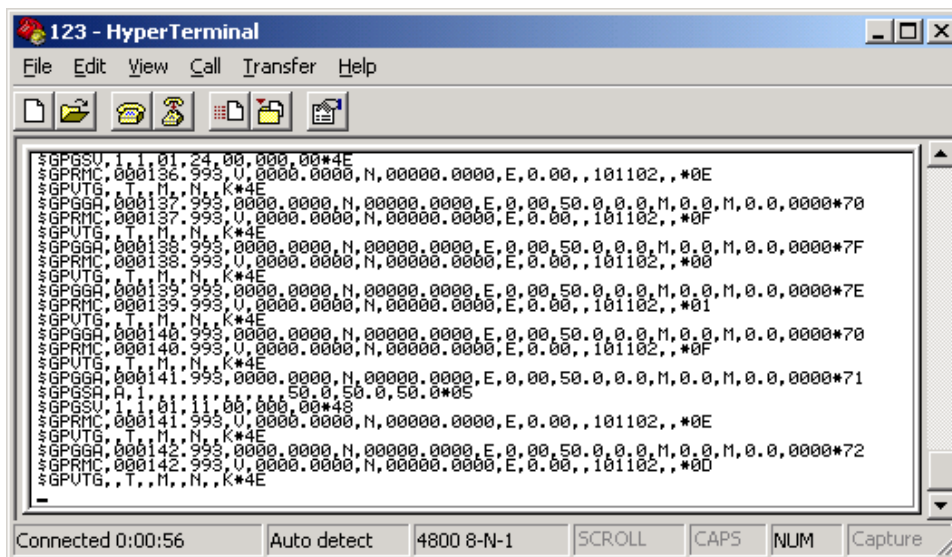 123 - HyperTerminal
File Edit View Call Transfer Help
$GPGSV,1,1,01,24,00,000,00*4E
$GPRMC,000136.993,V,0000.0000,N,00000.0000,E,0.00,,101102,,*0E
$GPVTG,,T,,M,,N,,K*4E
$GPGGA,000137.993,0000.0000,N,00000.0000,E,0,00,50.0,0.0,M,0.0,M,0.0,0000*70
$GPRMC,000137.993,V,0000.0000,N,00000.0000,E,0.00,,101102,,*0F
$GPVTG,,T,,M,,N,,K*4E
$GPGGA,000138.993,0000.0000,N,00000.0000,E,0,00,50.0,0.0,M,0.0,M,0.0,0000*7F
$GPRMC,000138.993,V,0000.0000,N,00000.0000,E,0.00,,101102,,*00
$GPVTG,,T,,M,,N,,K*4E
$GPGGA,000139.993,0000.0000,N,00000.0000,E,0,00,50.0,0.0,M,0.0,M,0.0,0000*7E
$GPRMC,000139.993,V,0000.0000,N,00000.0000,E,0.00,,101102,,*01
$GPVTG,,T,,M,,N,,K*4E
$GPGGA,000140.993,0000.0000,N,00000.0000,E,0,00,50.0,0.0,M,0.0,M,0.0,0000*70
$GPRMC,000140.993,V,0000.0000,N,00000.0000,E,0.00,,101102,,*0F
$GPVTG,,T,,M,,N,,K*4E
$GPGGA,000141.993,0000.0000,N,00000.0000,E,0,00,50.0,0.0,M,0.0,M,0.0,0000*71
$GPGSA,A,1,,,,,,,,,,,,,50.0,50.0,50.0*05
$GPGSV,1,1,01,11,00,000,00*48
$GPRMC,000141.993,V,0000.0000,N,00000.0000,E,0.00,,101102,,*0E
$GPVTG,,T,,M,,N,,K*4E
$GPGGA,000142.993,0000.0000,N,00000.0000,E,0,00,50.0,0.0,M,0.0,M,0.0,0000*72
$GPRMC,000142.993,V,0000.0000,N,00000.0000,E,0.00,,101102,,*0D
$GPVTG,,T,,M,,N,,K*4E
Connected 0:00:56 Auto detect 4800 8-N-1 SCROLL CAPS NUM Capture